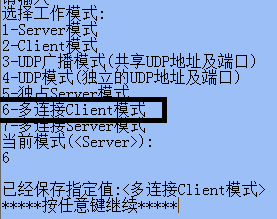 选择工作模式:
1-Server模式
2-Client模式
3-UDP广播模式(共享UDP地址及端口)
4-UDP模式(独立的UDP地址及端口)
5-独占Server模式
6-多连接Client模式
7-多连接Server模式
当前模式(<Server>):
6
已经保存指定值:<多连接Client模式>
*****按任意键继续*****